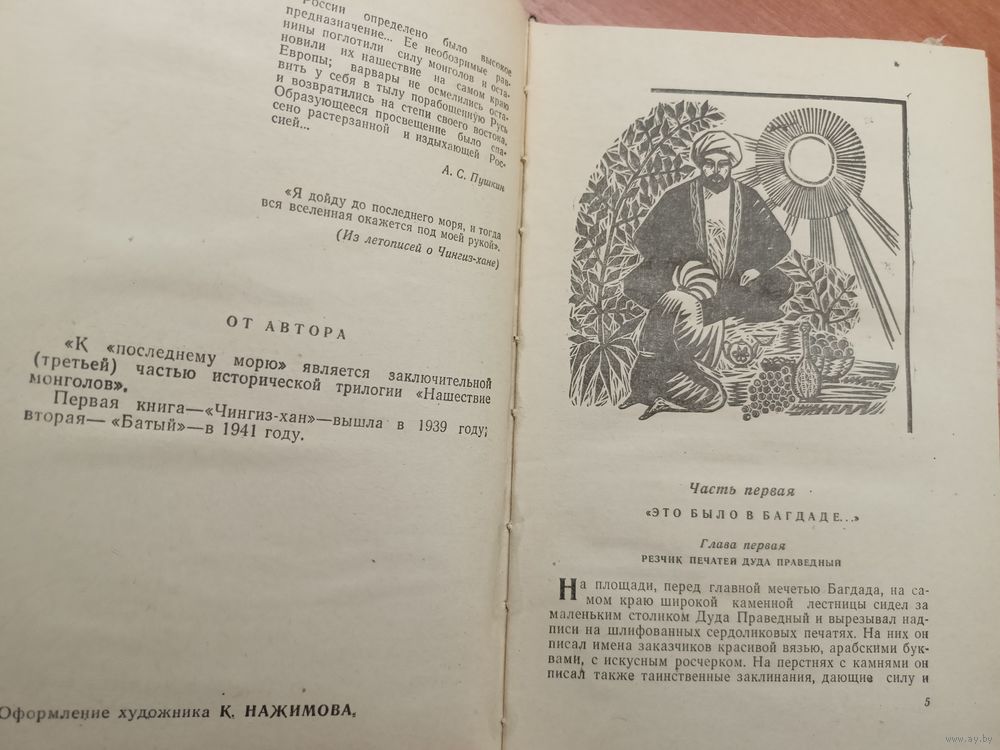 России определено было высокое
предназначение... Ее необозримые рав-
нины поглотили силу монголов и оста-
новили их нашествие на самом краю
Европы; варвары не осмелились оста-
вить у себя в тылу порабощенную Русь
и возвратились на степи своего востока.
Образующееся просвещение было спа-
сено растерзанной и издыхающей Рос-
сией...
А. С. Пушкин
«Я дойду до последнего моря, и тогда
вся вселенная окажется под моей рукой».
(Из летописей о Чингиз-хане)
ОТ АВТОРА
«К «последнему морю» является заключительной
(третьей) частью исторической трилогии «Нашествие
монголов».
Первая книга—«Чингиз-хан»—вышла в 1939 году;
вторая— «Батый»—в 1941 году.
Оформление художника К. НАЖИМОВА.
Часть первая
«ЭТО БЫЛО В БАГДАДЕ...»
Глава первая
РЕЗЧИК ПЕЧАТЕЙ ДУДА ПРАВЕДНЫЙ
На площади, перед главной мечетью Багдада, на са-
мом краю широкой каменной лестницы сидел за
маленьким столиком Дуда Праведный и вырезывал над-
писи на шлифованных сердоликовых печатях. На них он
писал имена заказчиков красивой вязью, арабскими бук-
вами, с искусным росчерком. На перстнях с камнями он
писал также таинственные заклинания, дающие силу и
5
www.ay.by